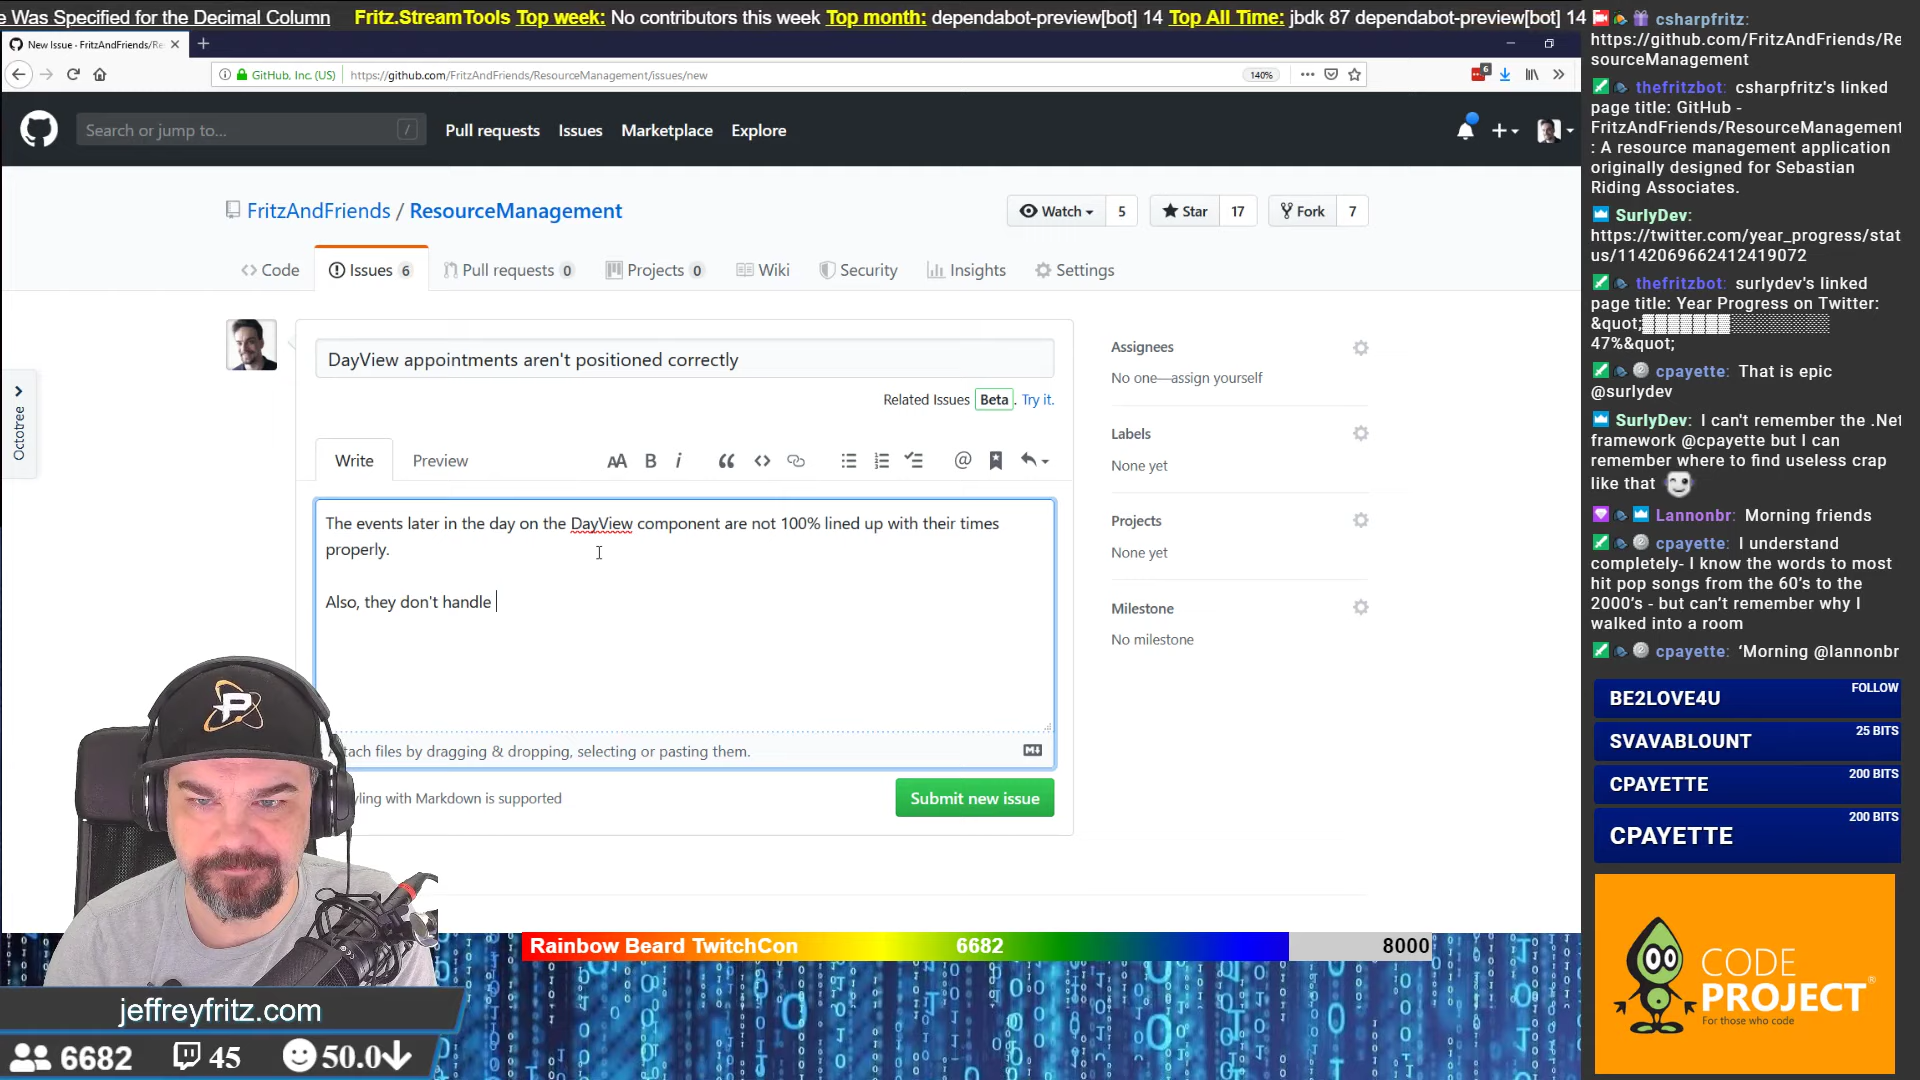 e Was Specified for the Decimal Column Fritz.StreamTools Top week: No contributors this week Top month: dependabot-preview[bot] 14 Top All Time: jbdk 87 dependabot-preview[bot] 14
New Issue · FritzAndFriends/Re
GitHub, Inc. (US) https://github.com/FritzAndFriends/ResourceManagement/issues/new 140% 6
Search or jump to... / Pull requests Issues Marketplace Explore
FritzAndFriends / ResourceManagement Watch 5 Star 17 Fork 7
Code Issues 6 Pull requests 0 Projects 0 Wiki Security Insights Settings
Octotree
DayView appointments aren't positioned correctly
Related Issues Beta . Try it.
Write Preview AA B i
The events later in the day on the DayView component are not 100% lined up with their times
properly.
Also, they don't handle
tach files by dragging & dropping, selecting or pasting them. M↓
yling with Markdown is supported Submit new issue
Assignees
No one—assign yourself
Labels
None yet
Projects
None yet
Milestone
No milestone
csharpfritz:
https://github.com/FritzAndFriends/Re
sourceManagement
thefritzbot: csharpfritz's linked
page title: GitHub -
FritzAndFriends/ResourceManagement
: A resource management application
originally designed for Sebastian
Riding Associates.
SurlyDev:
https://twitter.com/year_progress/stat
us/1142069662412419072
thefritzbot: surlydev's linked
page title: Year Progress on Twitter:
&quot;▓▓▓▓▓▓▓░░░░░░░░
47%&quot;
cpayette: That is epic
@surlydev
SurlyDev: I can't remember the .Net
framework @cpayette but I can
remember where to find useless crap
like that
Lannonbr: Morning friends
2 cpayette: I understand
completely- I know the words to most
hit pop songs from the 60’s to the
2000’s - but can’t remember why I
walked into a room
2 cpayette: ‘Morning @lannonbr
BE2LOVE4U FOLLOW
SVAVABLOUNT 25 BITS
CPAYETTE 200 BITS
CPAYETTE 200 BITS
CODE
PROJECT®
For those who code
Rainbow Beard TwitchCon 6682 8000
jeffreyfritz.com
6682 45 50.0